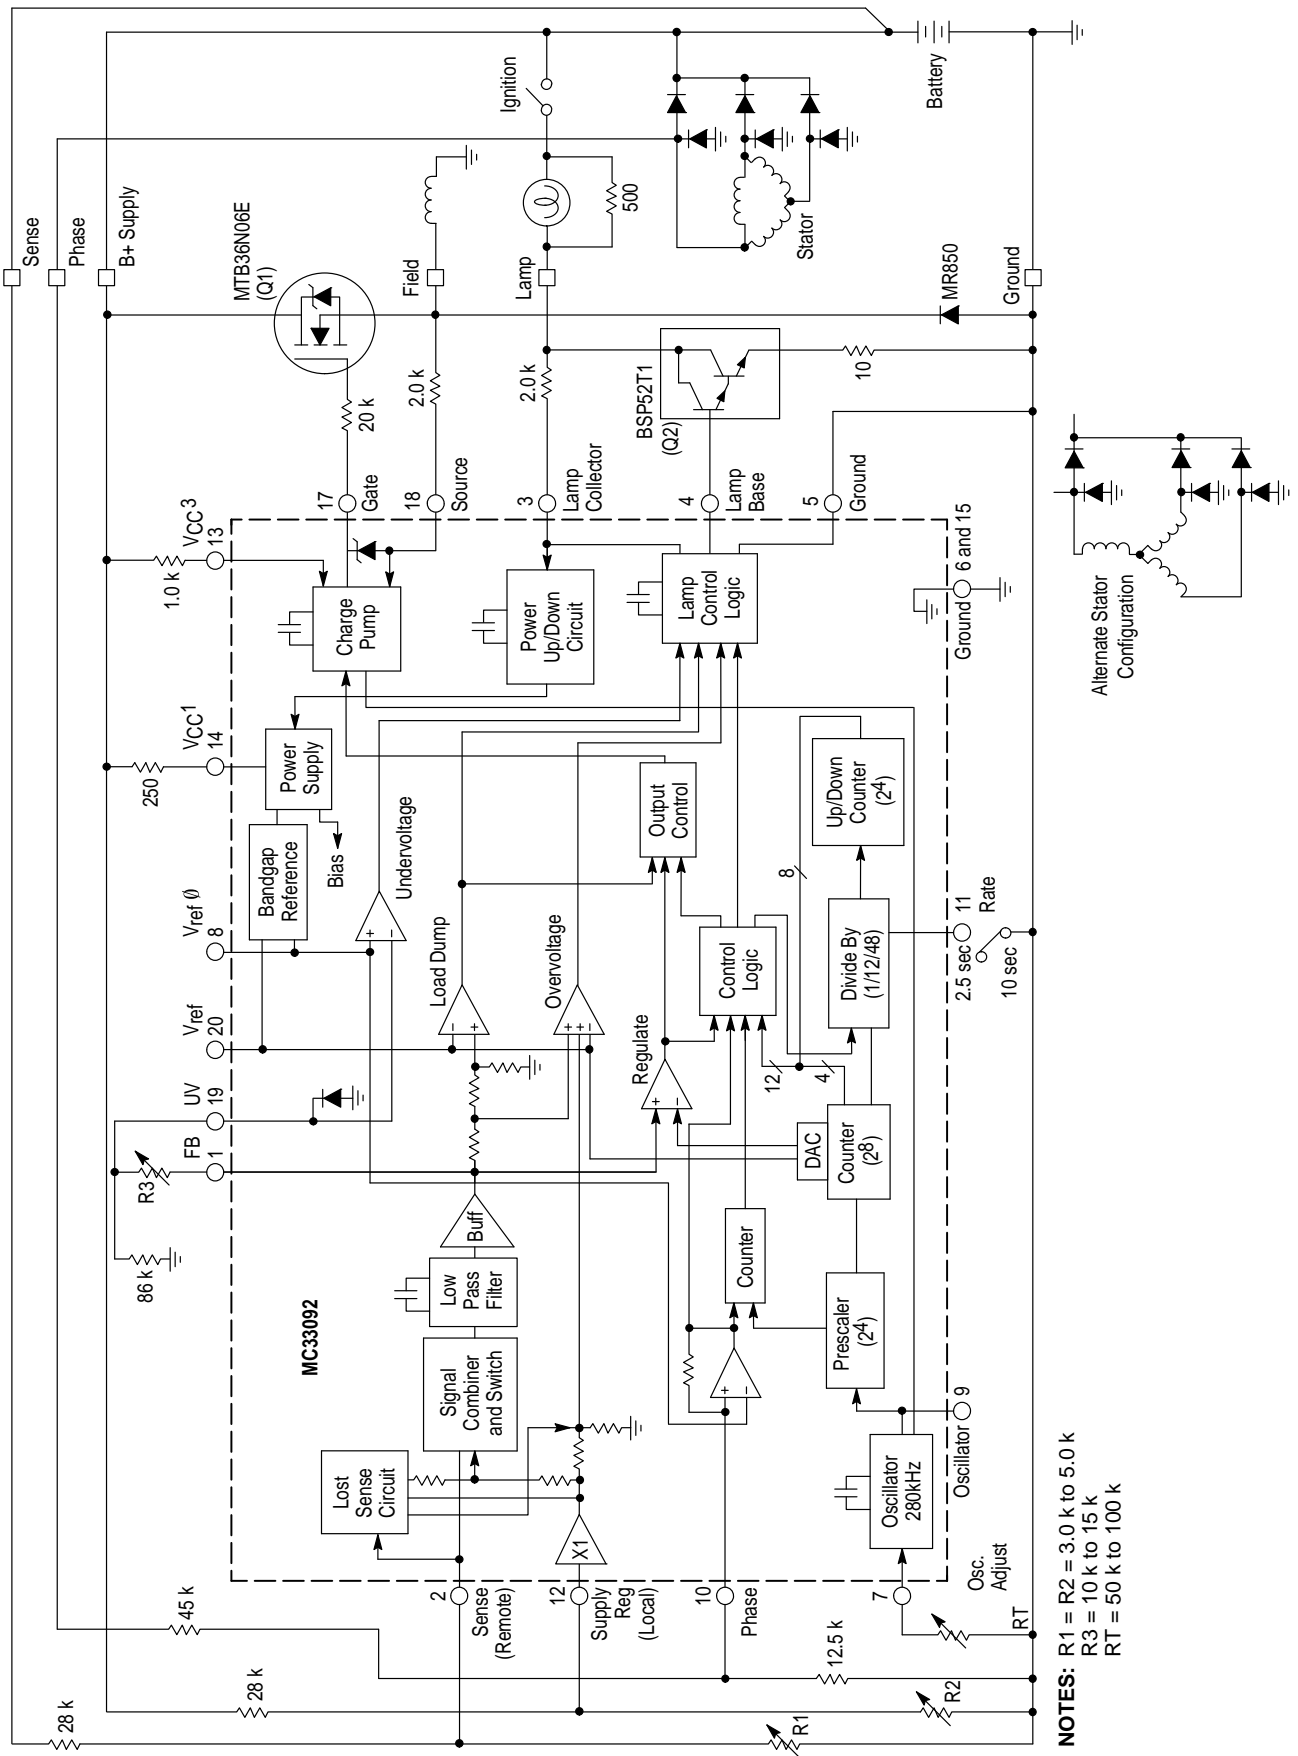 Sense
Phase
B+ Supply
28 k
28 k
45 k
86 k
R3
250
1.0 k
FB
1
UV
19
Vref
20
Vref Ø
8
VCC1
14
VCC3
13
MTB36N06E
(Q1)
20 k
17
Gate
18
Source
2.0 k
Field
Ignition
500
Lamp
2.0 k
3
Lamp
Collector
Stator
Battery
MR850
Ground
BSP52T1
(Q2)
10
4
Lamp
Base
5
Ground
MC33092
Bandgap
Reference
Power
Supply
Bias
Charge
Pump
Undervoltage
Power
Up/Down
Circuit
Lost
Sense
Circuit
Signal
Combiner
and Switch
Low
Pass
Filter
Buff
Load Dump
Overvoltage
X1
Regulate
Output
Control
Lamp
Control
Logic
Control
Logic
Counter
DAC
Counter
(28)
12
4
8
Divide By
(1/12/48)
Up/Down
Counter
(24)
Prescaler
(24)
Oscillator
280kHz
2
Sense
(Remote)
12
Supply
Reg
(Local)
10
Phase
7
Osc.
Adjust
Oscillator 9
2.5 sec
10 sec
11
Rate
Ground
6 and 15
12.5 k
R1
R2
RT
Alternate Stator
Configuration
NOTES: R1 = R2 = 3.0 k to 5.0 k
R3 = 10 k to 15 k
RT = 50 k to 100 k